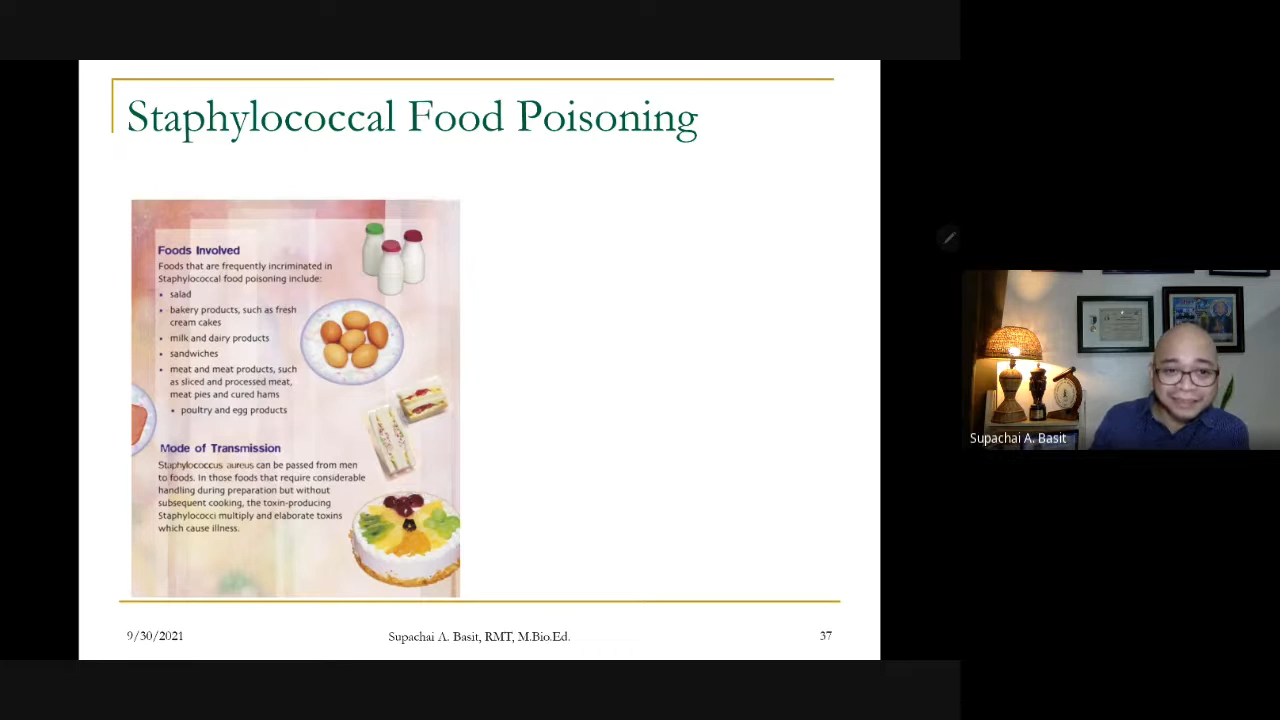 Staphylococcal Food Poisoning
Foods Involved
Foods that are frequently incriminated in
Staphylococcal food poisoning include:
• salad
• bakery products, such as fresh
cream cakes
• milk and dairy products
• sandwiches
• meat and meat products, such
as sliced and processed meat,
meat pies and cured hams
• poultry and egg products
Mode of Transmission
Staphylococcus aureus can be passed from men
to foods. In those foods that require considerable
handling during preparation but without
subsequent cooking, the toxin-producing
Staphylococci multiply and elaborate toxins
which cause illness.
9/30/2021
Supachai A. Basit, RMT, M.Bio.Ed.
37
Supachai A. Basit